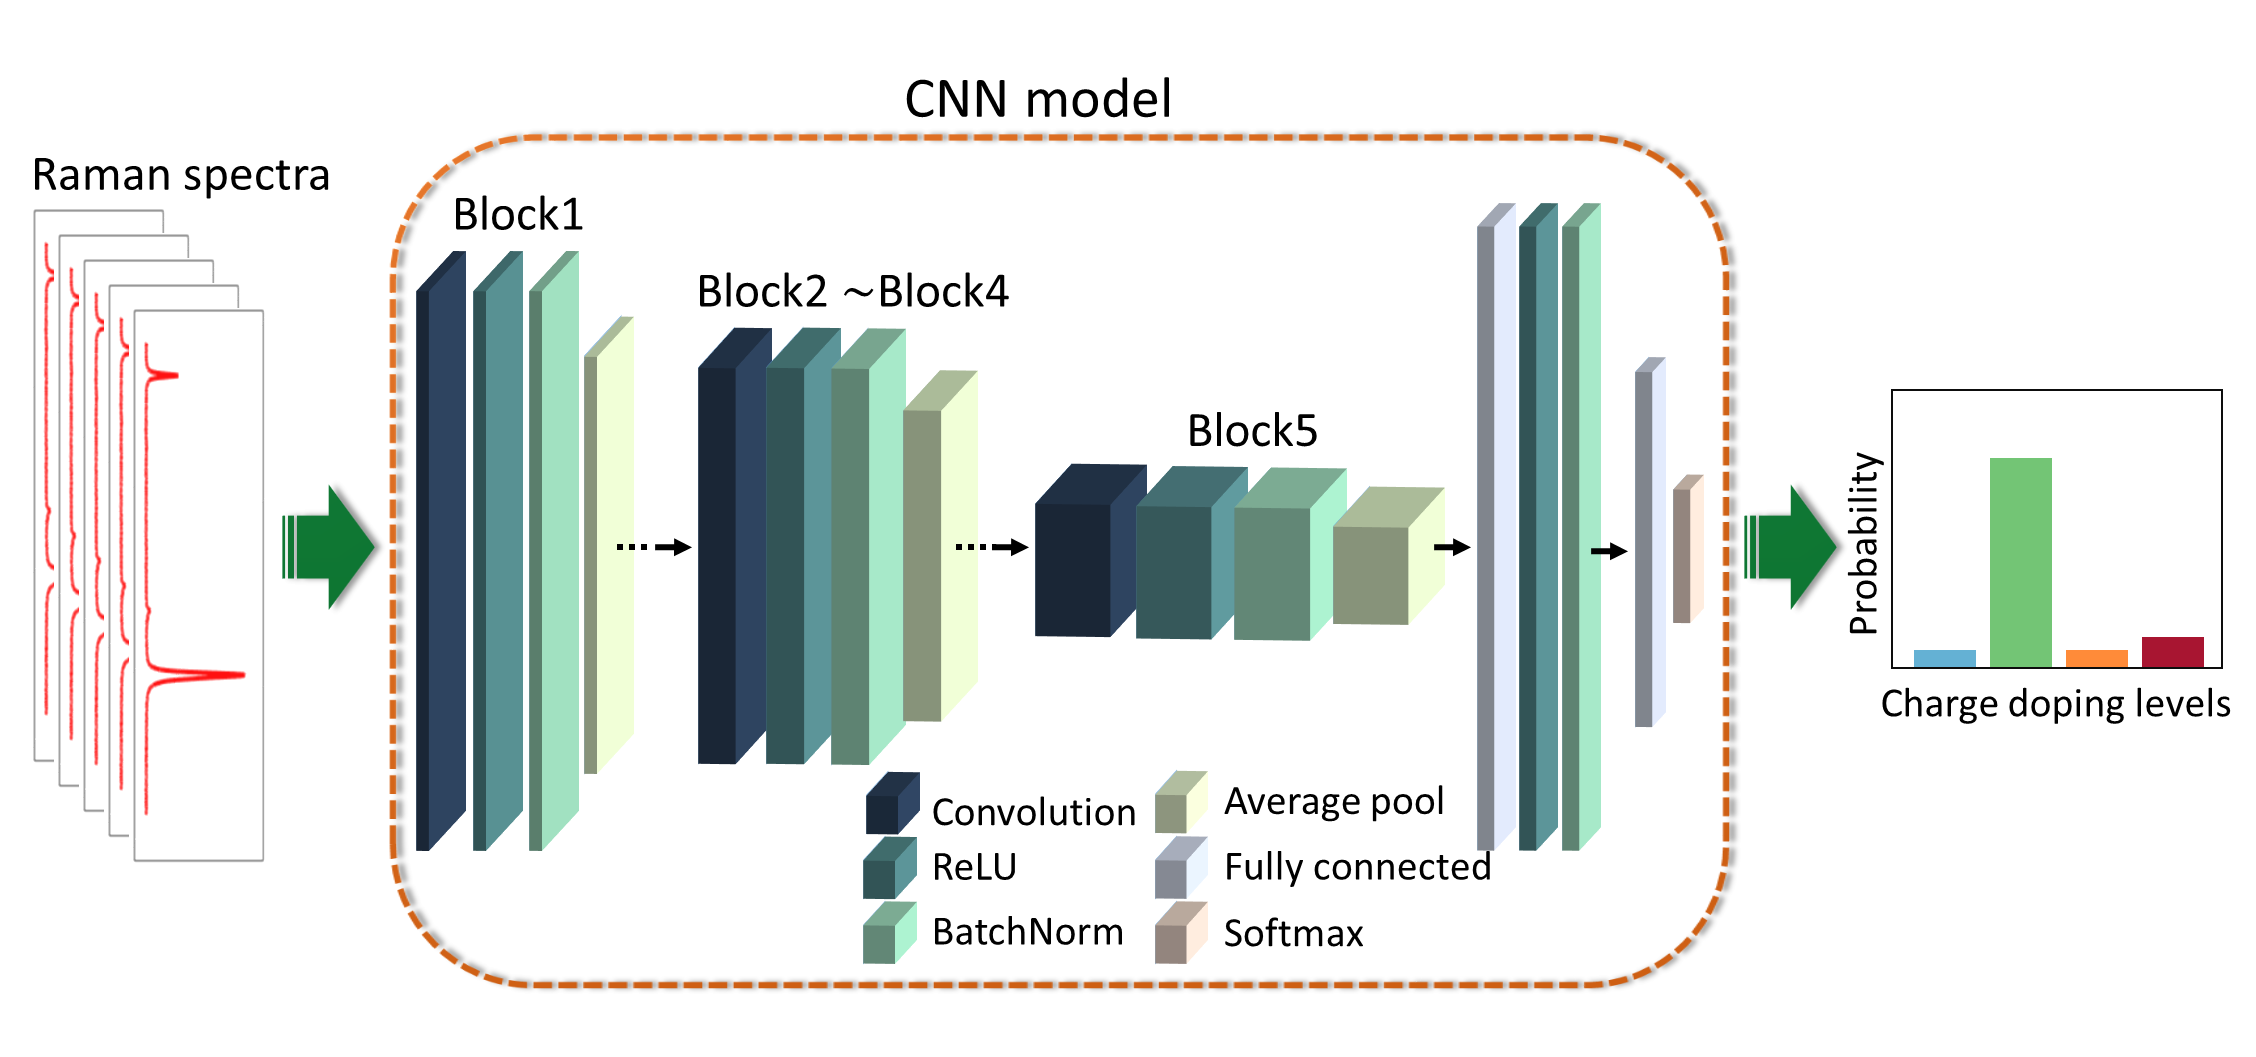 CNN model
Raman spectra
Block1
Block2 ~Block4
Block5
Convolution
ReLU
BatchNorm
Average pool
Fully connected
Softmax
Probability
Charge doping levels